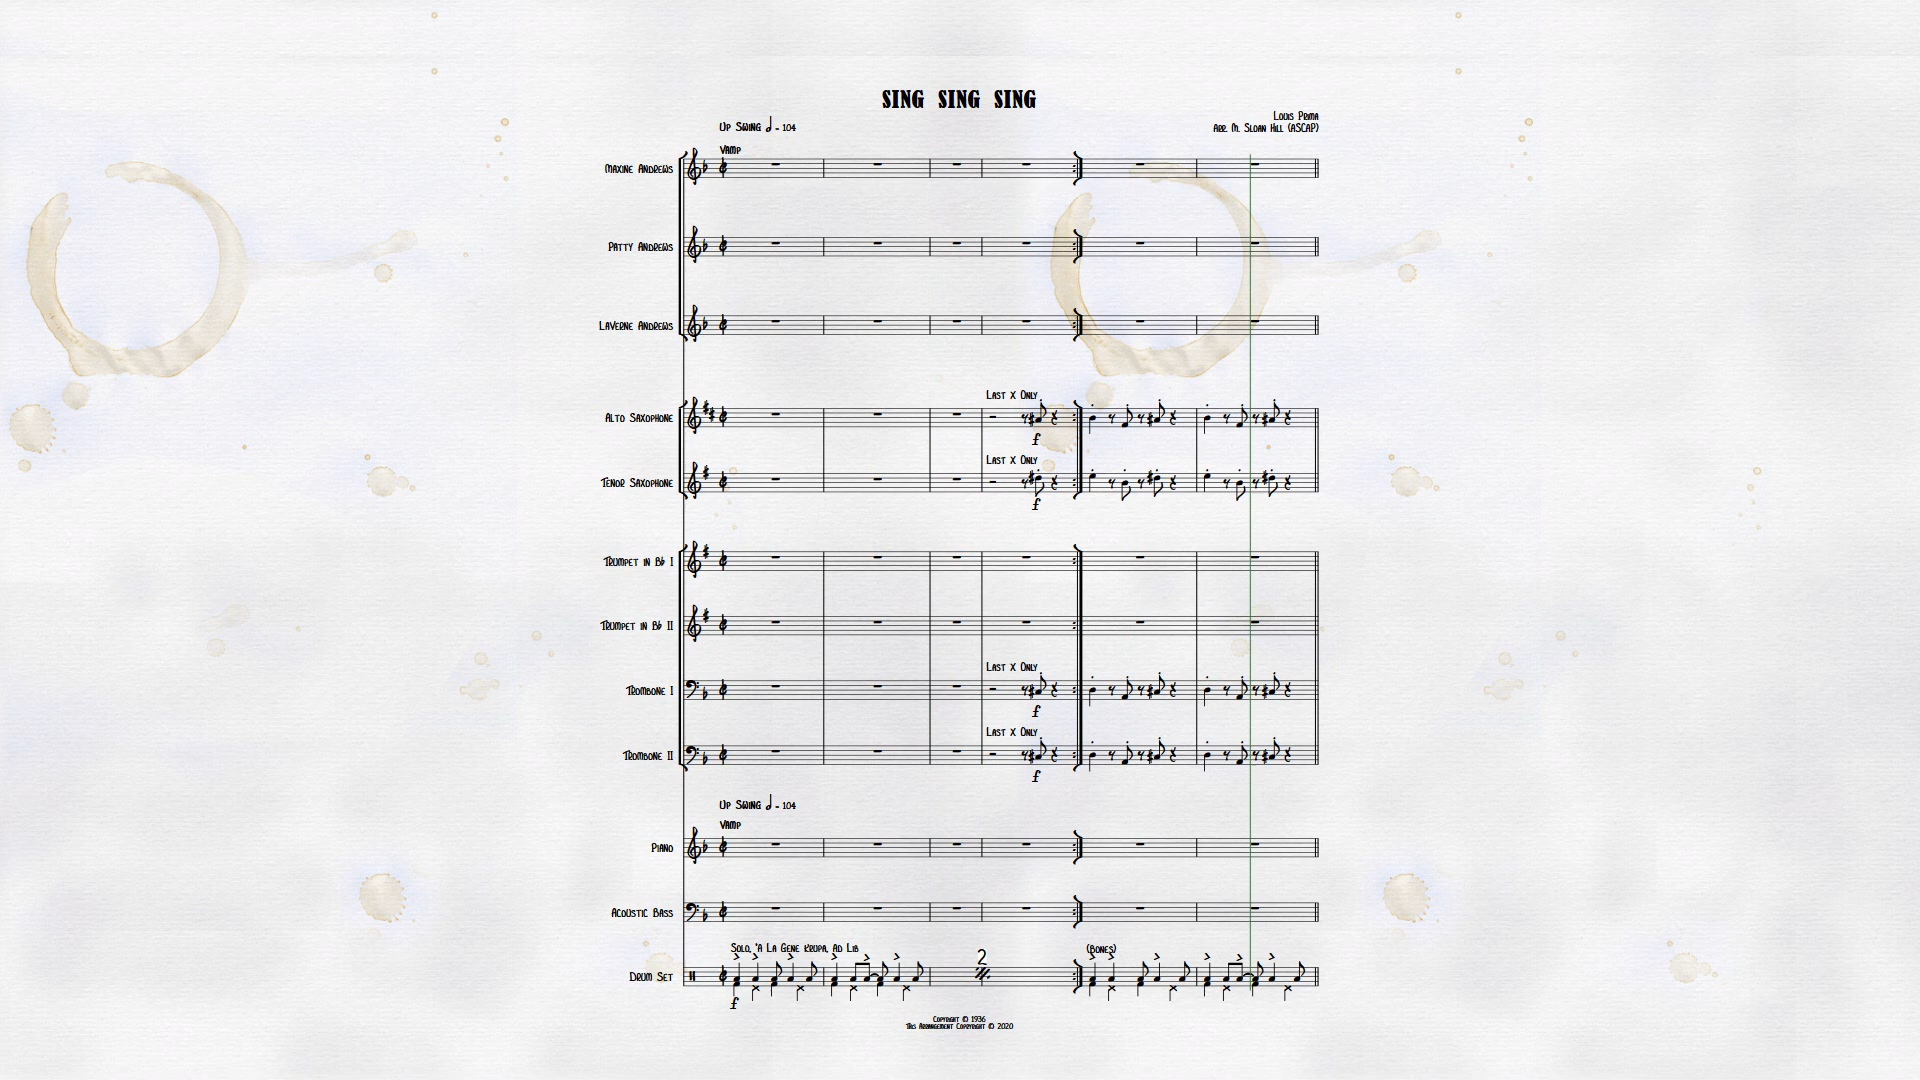 SING SING SING
Louis Prima
Up Swing = 104
Arr. M. Sloan Hill (ASCAP)
Vamp
Maxine Andrews
Patty Andrews
LaVerne Andrews
Last x Only
Alto Saxophone
f
Last x Only
Tenor Saxophone
f
Trumpet in B♭ I
Trumpet in B♭ II
Last x Only
Trombone I
f
Last x Only
Trombone II
f
Up Swing = 104
Vamp
Piano
Acoustic Bass
Solo, 'A La Gene Krupa, Ad Lib
(Bones)
2
Drum Set
f
Copyright © 1936
This Arrangement Copyright © 2020